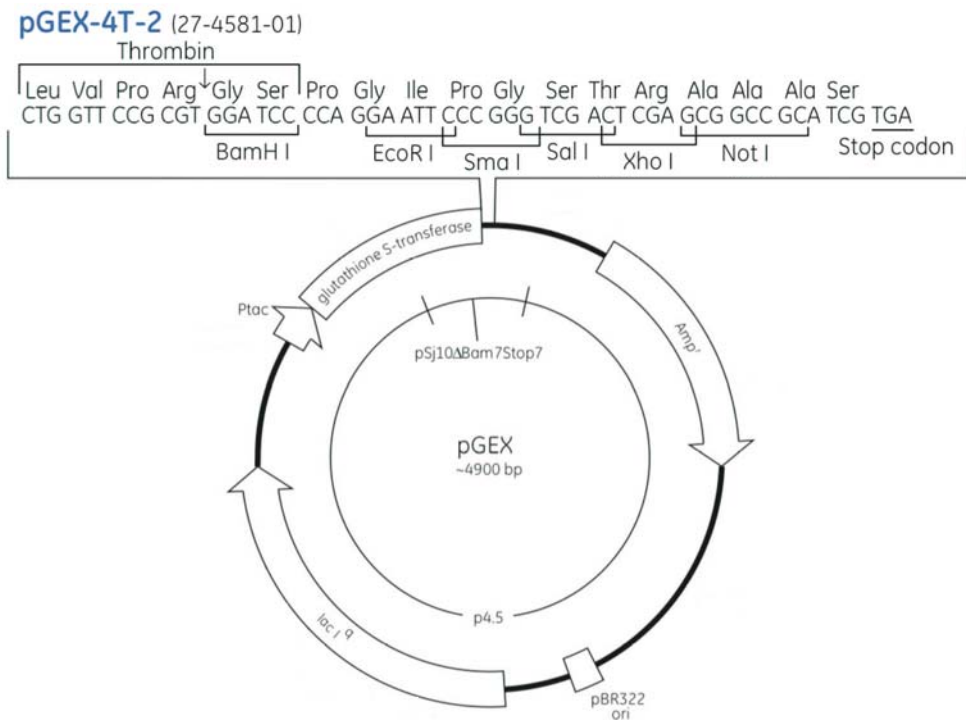 pGEX-4T-2 (27-4581-01)
Thrombin
Leu Val Pro Arg↓Gly Ser Pro Gly Ile Pro Gly Ser Thr Arg Ala Ala Ala Ser
CTG GTT CCG CGT GGA TCC CCA GGA ATT CCC GGG TCG ACT CGA GCG GCC GCA TCG TGA
BamH I EcoR I Sma I Sal I Xho I Not I Stop codon
glutathione S-transferase
Ptac
Ampʳ
pSj10ΔBam7Stop7
pGEX
~4900 bp
p4.5
lac I q
pBR322
ori